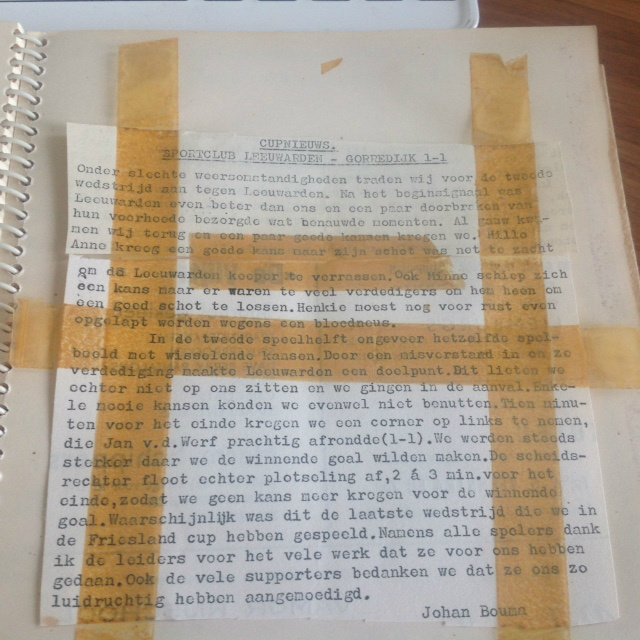 CUPNIEUWS.
SPORTCLUB LEEUWARDEN - GORREDIJK 1-1
Onder slechte weersomstandigheden traden wij voor de tweede
wedstrijd aan tegen Leeuwarden. Na het beginsignaal was
Leeuwarden even beter dan ons en een paar doorbraken van
hun voorhoede bezorgde wat benauwde momenten. Al gauw kwa-
men wij terug en een paar goede kansen kregen we. Wille
Anne kreeg een goede kans maar zijn schot was net te zacht
om de Leeuwarden keeper te verrassen.Ook Minne schiep zich
een kans maar er waren te veel verdedigers om hem heen om
een goed schot te lossen.Henkie moest nog voor rust even
opgelapt worden wegens een bloedneus.
In de tweede speelhelft ongeveer hetzelfde spel-
beeld met wisselende kansen.Door een misverstand in on ze
verdediging maakte Leeuwarden een doelpunt.Dit lieten we
echter niet op ons zitten en we gingen in de aanval.Enke-
le mooie kansen konden we evenwel niet benutten.Tien minu-
ten voor het einde kregen we een corner op links te nemen,
die Jan v.d.Werf prachtig afrondde(1-1).We werden steeds
sterker daar we de winnende goal wilden maken.De scheids-
rechter floot echter plotseling af,2 á 3 min.voor het
einde,zodat we geen kans meer kregen voor de winnende
goal.Waarschijnlijk was dit de laatste wedstrijd die we in
de Friesland cup hebben gespeeld.Namens alle spelers dank
ik de leiders voor het vele werk dat ze voor ons hebben
gedaan.Ook de vele supporters bedanken we dat ze ons zo
luidruchtig hebben aangemoedigd.
Johan Bouma